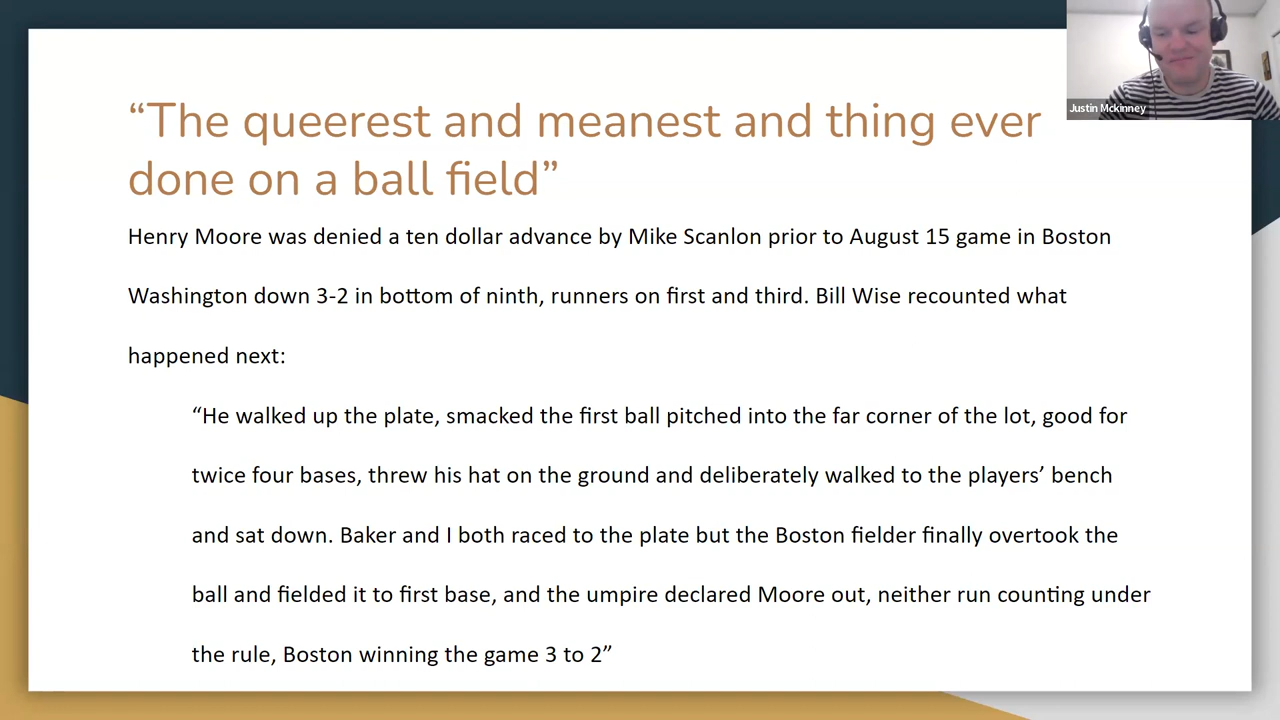 “The queerest and meanest and thing ever
done on a ball field”
Justin Mckinney
Henry Moore was denied a ten dollar advance by Mike Scanlon prior to August 15 game in Boston
Washington down 3-2 in bottom of ninth, runners on first and third. Bill Wise recounted what
happened next:
“He walked up the plate, smacked the first ball pitched into the far corner of the lot, good for
twice four bases, threw his hat on the ground and deliberately walked to the players’ bench
and sat down. Baker and I both raced to the plate but the Boston fielder finally overtook the
ball and fielded it to first base, and the umpire declared Moore out, neither run counting under
the rule, Boston winning the game 3 to 2”